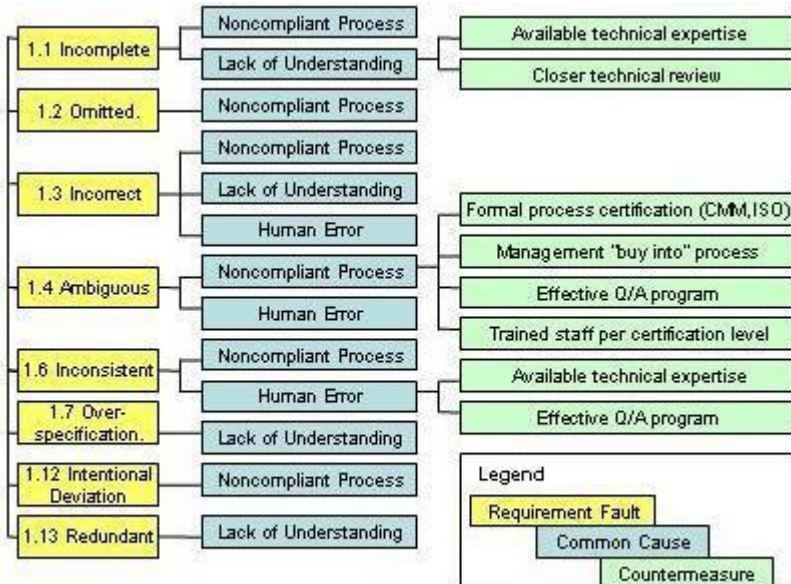 1.1 Incomplete
Noncompliant Process
Lack of Understanding
Available technical expertise
Closer technical review
1.2 Omitted.
Noncompliant Process
1.3 Incorrect
Noncompliant Process
Lack of Understanding
Human Error
1.4 Ambiguous
Noncompliant Process
Human Error
Formal process certification (CMM,ISO)
Management "buy into" process
Effective Q/A program
Trained staff per certification level
1.6 Inconsistent
Noncompliant Process
Human Error
Available technical expertise
Effective Q/A program
1.7 Over-
specification.
Lack of Understanding
1.12 Intentional
Deviation
Noncompliant Process
1.13 Redundant
Lack of Understanding
Legend
Requirement Fault
Common Cause
Countermeasure